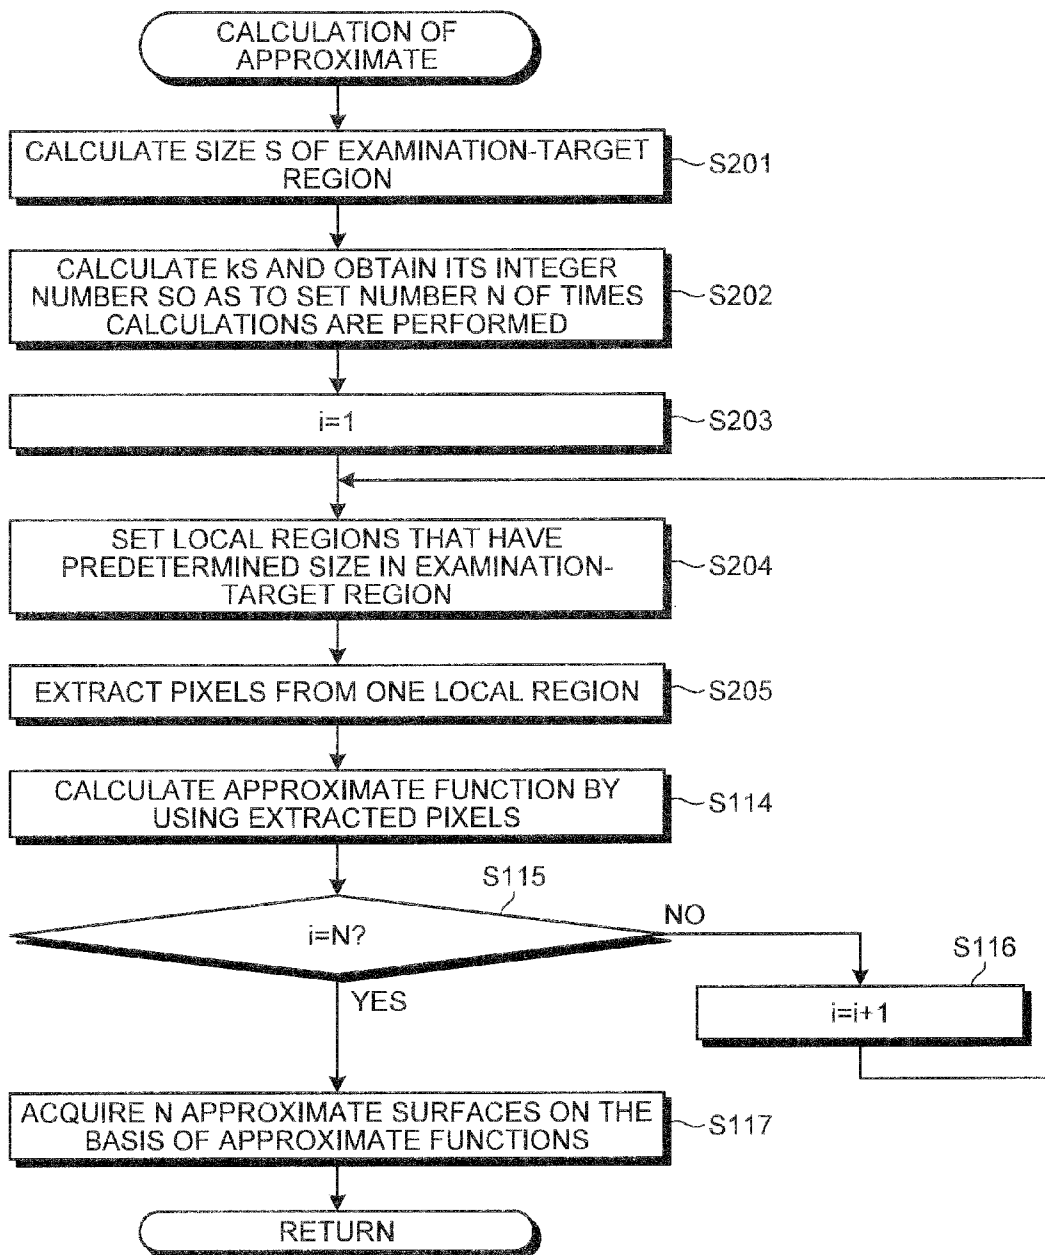 CALCULATION OF
APPROXIMATE
CALCULATE SIZE S OF EXAMINATION-TARGET
REGION
S201
CALCULATE kS AND OBTAIN ITS INTEGER
NUMBER SO AS TO SET NUMBER N OF TIMES
CALCULATIONS ARE PERFORMED
S202
i=1
S203
SET LOCAL REGIONS THAT HAVE
PREDETERMINED SIZE IN EXAMINATION-
TARGET REGION
S204
EXTRACT PIXELS FROM ONE LOCAL REGION
S205
CALCULATE APPROXIMATE FUNCTION BY
USING EXTRACTED PIXELS
S114
S115
i=N?
NO
YES
S116
i=i+1
ACQUIRE N APPROXIMATE SURFACES ON THE
BASIS OF APPROXIMATE FUNCTIONS
S117
RETURN